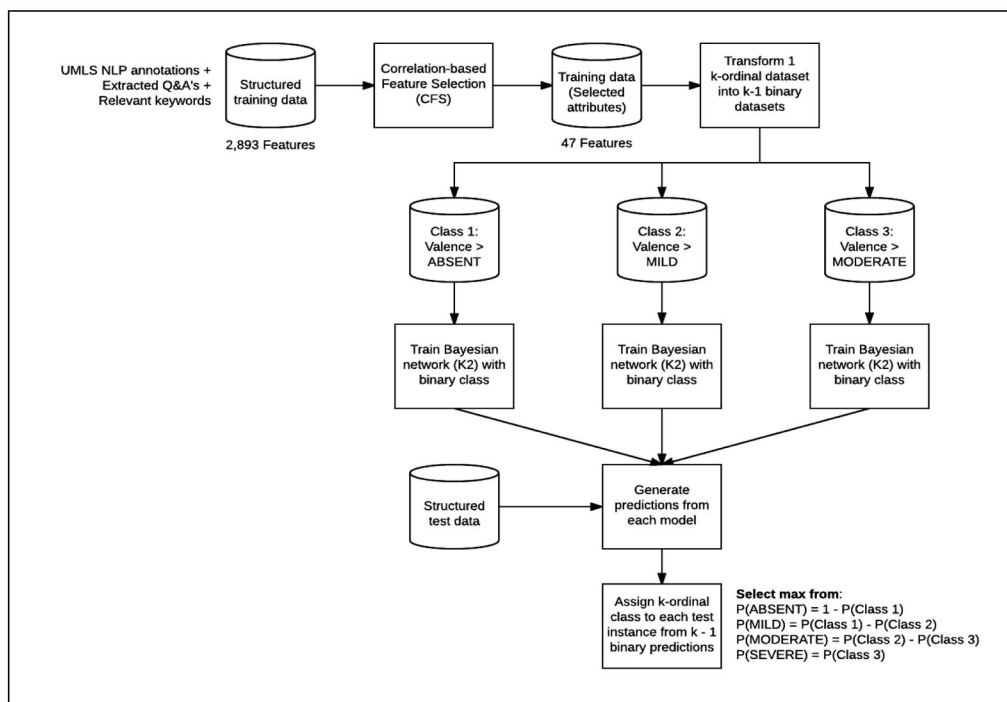 UMLS NLP annotations +
Extracted Q&A's +
Relevant keywords
Structured
training data
2,893 Features
Correlation-based
Feature Selection
(CFS)
Training data
(Selected
attributes)
47 Features
Transform 1
k-ordinal dataset
into k-1 binary
datasets
Class 1:
Valence >
ABSENT
Class 2:
Valence >
MILD
Class 3:
Valence >
MODERATE
Train Bayesian
network (K2) with
binary class
Train Bayesian
network (K2) with
binary class
Train Bayesian
network (K2) with
binary class
Structured
test data
Generate
predictions from
each model
Assign k-ordinal
class to each test
instance from k - 1
binary predictions
Select max from:
P(ABSENT) = 1 - P(Class 1)
P(MILD) = P(Class 1) - P(Class 2)
P(MODERATE) = P(Class 2) - P(Class 3)
P(SEVERE) = P(Class 3)